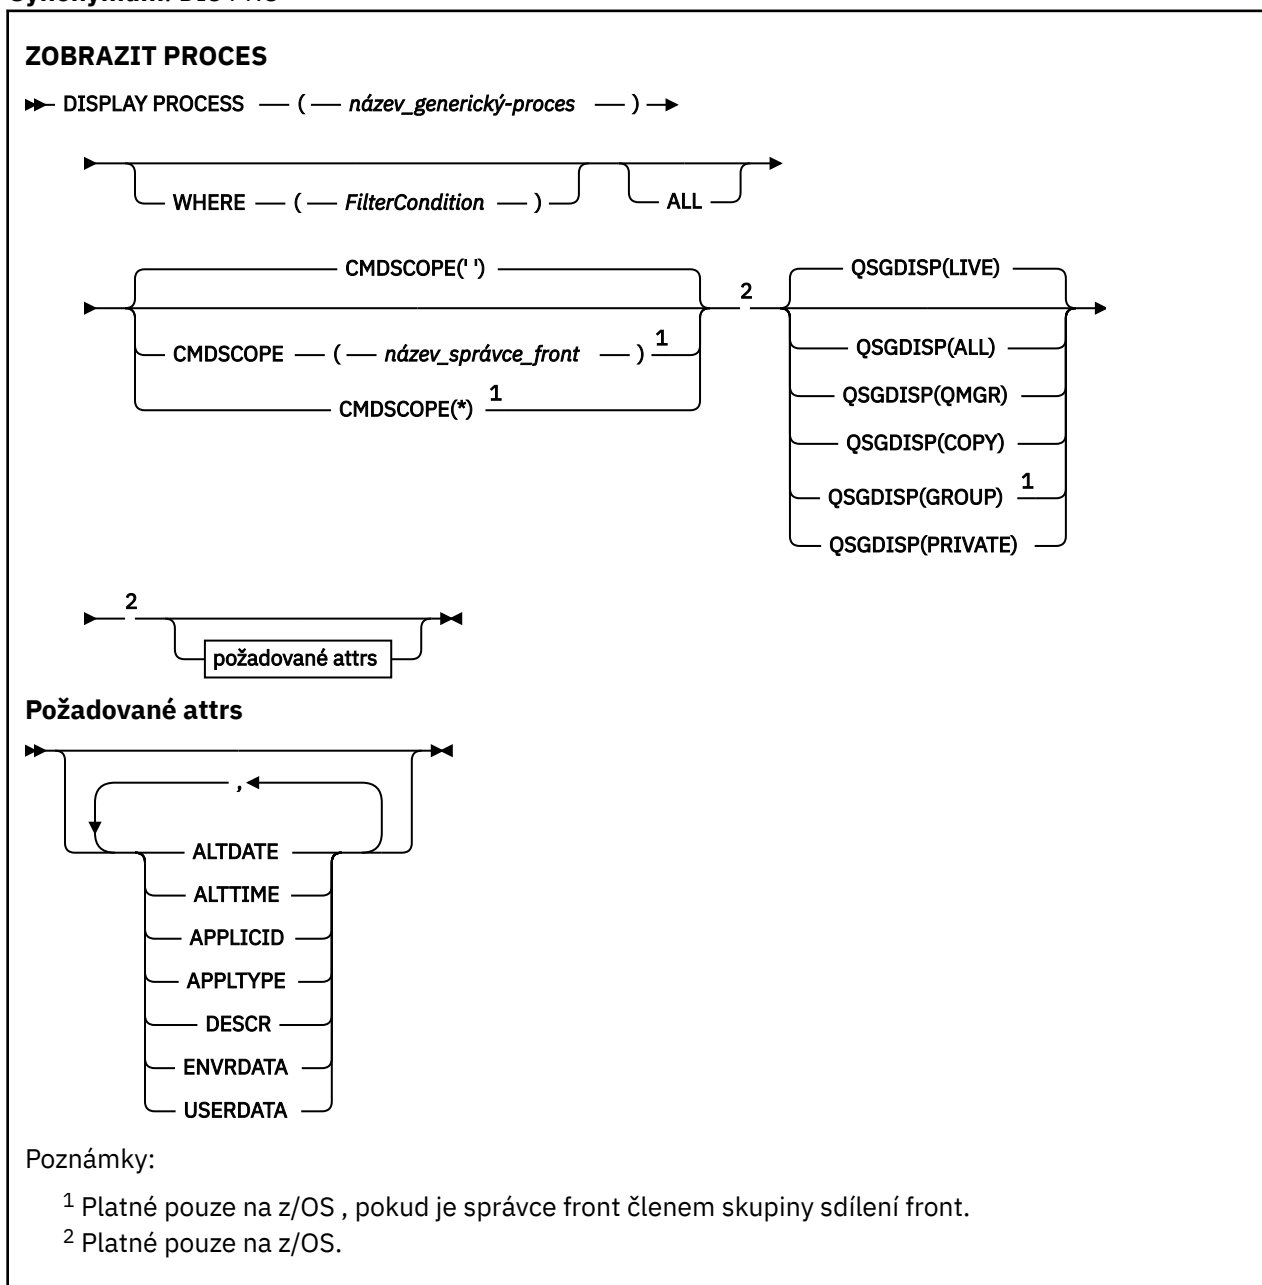 ZOBRAZIT PROCES
DISPLAY PROCESS ( název_generický-proces )
WHERE ( FilterCondition ) ALL
CMDSCOPE(' ') QSGDISP(LIVE)
2
CMDSCOPE ( název_správce_front ) 1 QSGDISP(ALL)
CMDSCOPE(*) 1 QSGDISP(QMGR)
QSGDISP(COPY)
QSGDISP(GROUP) 1
QSGDISP(PRIVATE)
2
požadované attrs
Požadované attrs
,
ALTDATE
ALTTIME
APPLICID
APPLTYPE
DESCR
ENVRDATA
USERDATA
Poznámky:
1 Platné pouze na z/OS , pokud je správce front členem skupiny sdílení front.
2 Platné pouze na z/OS.